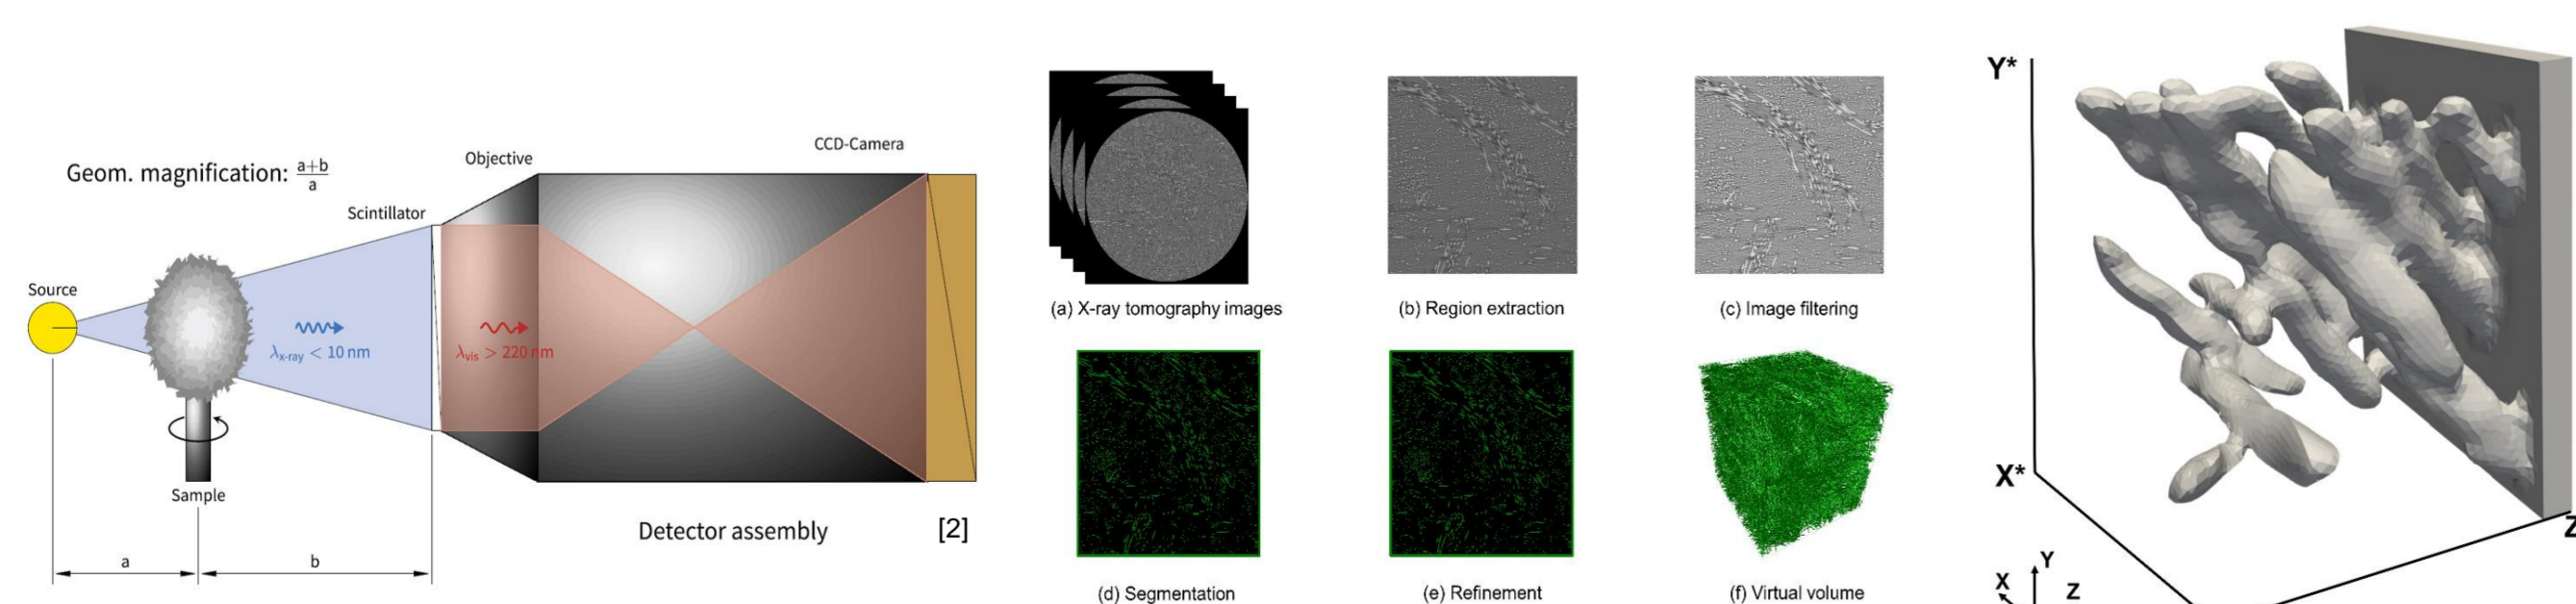 Geom. magnification: a+b
a
Source
Sample
Scintillator
Objective
CCD-Camera
λx-ray < 10 nm
λvis > 220 nm
Detector assembly
[2]
a
b
(a) X-ray tomography images
(b) Region extraction
(c) Image filtering
(d) Segmentation
(e) Refinement
(f) Virtual volume
Y*
X*
Z
Y
X
Z